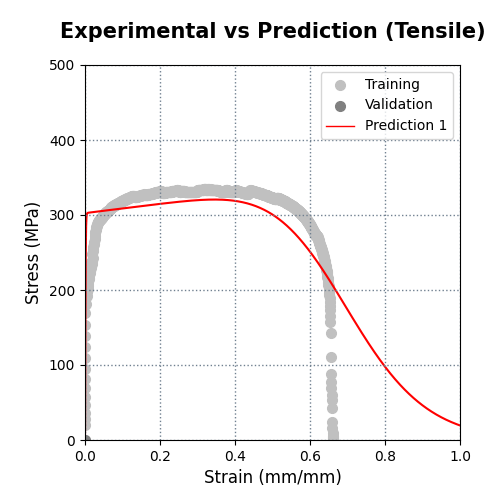 Experimental vs Prediction (Tensile)
500
400
300
200
100
0
Stress (MPa)
Training
Validation
Prediction 1
0.0 0.2 0.4 0.6 0.8 1.0
Strain (mm/mm)